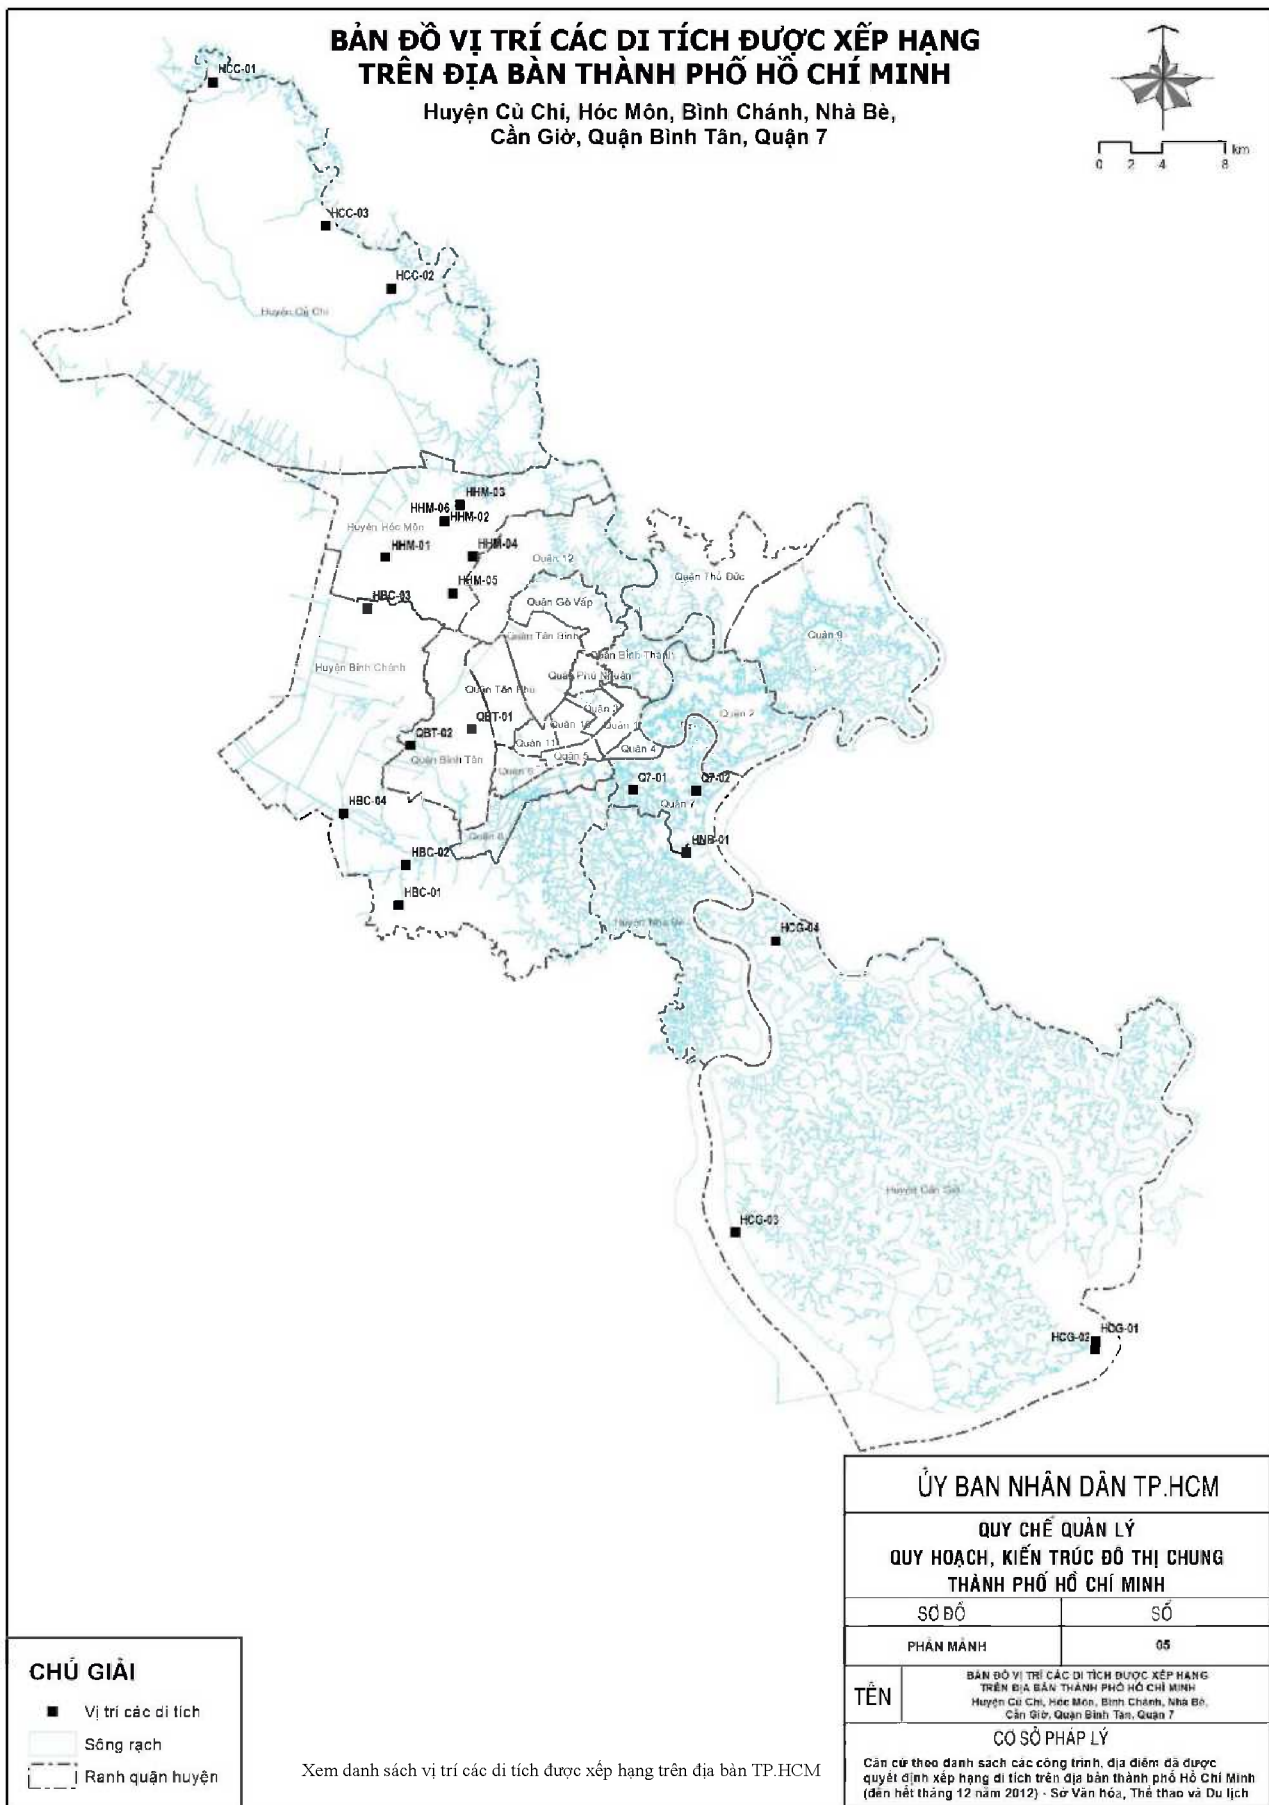 BẢN ĐỒ VỊ TRÍ CÁC DI TÍCH ĐƯỢC XẾP HẠNG
TRÊN ĐỊA BÀN THÀNH PHỐ HỒ CHÍ MINH
Huyện Củ Chi, Hóc Môn, Bình Chánh, Nhà Bè,
Cần Giờ, Quận Bình Tân, Quận 7
km
0 2 4 8
HCC-01
HCC-03
HCC-02
Huyện Củ Chi
HHM-03
HHM-06
HHM-02
Huyện Hóc Môn
HHM-01
HHM-04
Quận 12
HHM-05
Quận Thủ Đức
HBC-03
Quận Gò Vấp
Quận 9
Quận Tân Bình
Quận Bình Thạnh
Huyện Bình Chánh
Quận Phú Nhuận
Quận Tân Phú
Quận 3
Quận 2
Quận 10
Quận 1
QBT-01
QBT-02
Quận 11
Quận 4
Quận 5
Quận Bình Tân
Quận 6
Q7-01
Q7-02
Quận 7
HBC-04
Quận 8
HNB-01
HBC-02
HBC-01
Huyện Nhà Bè
HCG-04
Huyện Cần Giờ
HCG-03
HCG-02
HCG-01
ỦY BAN NHÂN DÂN TP.HCM
QUY CHẾ QUẢN LÝ
QUY HOẠCH, KIẾN TRÚC ĐÔ THỊ CHUNG
THÀNH PHỐ HỒ CHÍ MINH
SƠ ĐỒ SỐ
PHÂN MẢNH 05
TÊN
BẢN ĐỒ VỊ TRÍ CÁC DI TÍCH ĐƯỢC XẾP HẠNG
TRÊN ĐỊA BÀN THÀNH PHỐ HỒ CHÍ MINH
Huyện Củ Chi, Hóc Môn, Bình Chánh, Nhà Bè,
Cần Giờ, Quận Bình Tân, Quận 7
CƠ SỞ PHÁP LÝ
Căn cứ theo danh sách các công trình, địa điểm đã được
quyết định xếp hạng di tích trên địa bàn thành phố Hồ Chí Minh
(đến hết tháng 12 năm 2012) - Sở Văn hóa, Thể thao và Du lịch
CHÚ GIẢI
Vị trí các di tích
Sông rạch
Ranh quận huyện
Xem danh sách vị trí các di tích được xếp hạng trên địa bàn TP.HCM